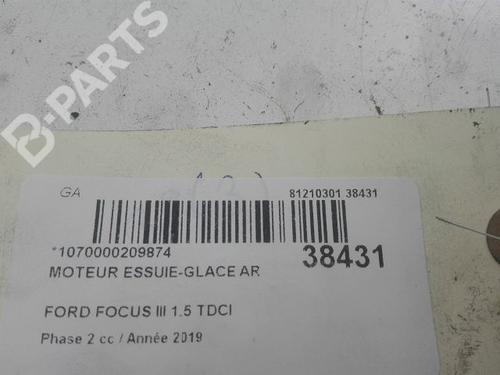 B-PARTS
GA
81210301 38431
*1070000209874
38431
MOTEUR ESSUIE-GLACE AR
FORD FOCUS III 1.5 TDCI
Phase 2 cc / Année 2019